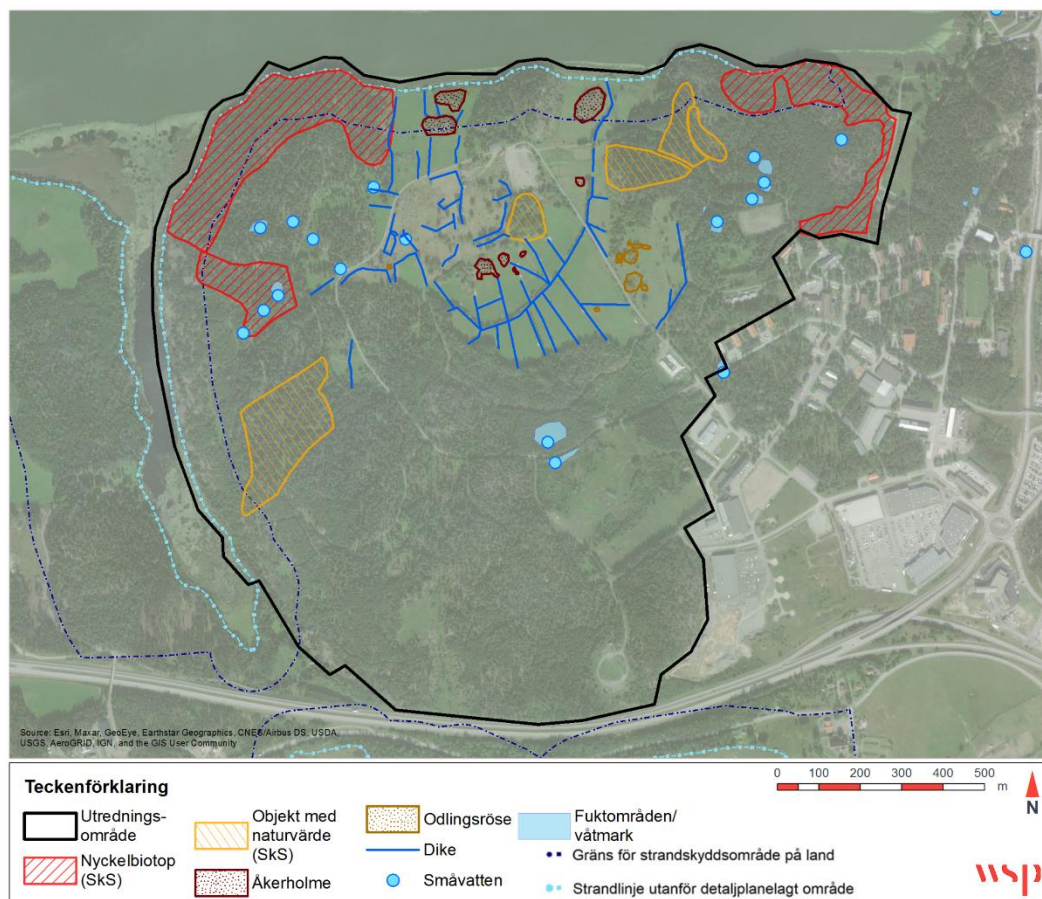 Source: Esri, Maxar, GeoEye, Earthstar Geographics, CNES/Airbus DS, USDA,
USGS, AeroGRID, IGN, and the GIS User Community
Teckenförklaring
Utrednings-
område
Nyckelbiotop
(SkS)
Objekt med
naturvärde
(SkS)
Åkerholme
Odlingsröse
Dike
Småvatten
Fuktområden/
våtmark
Gräns för strandskyddsområde på land
Strandlinje utanför detaljplanelagt område
0 100 200 300 400 500
m
N
wsp